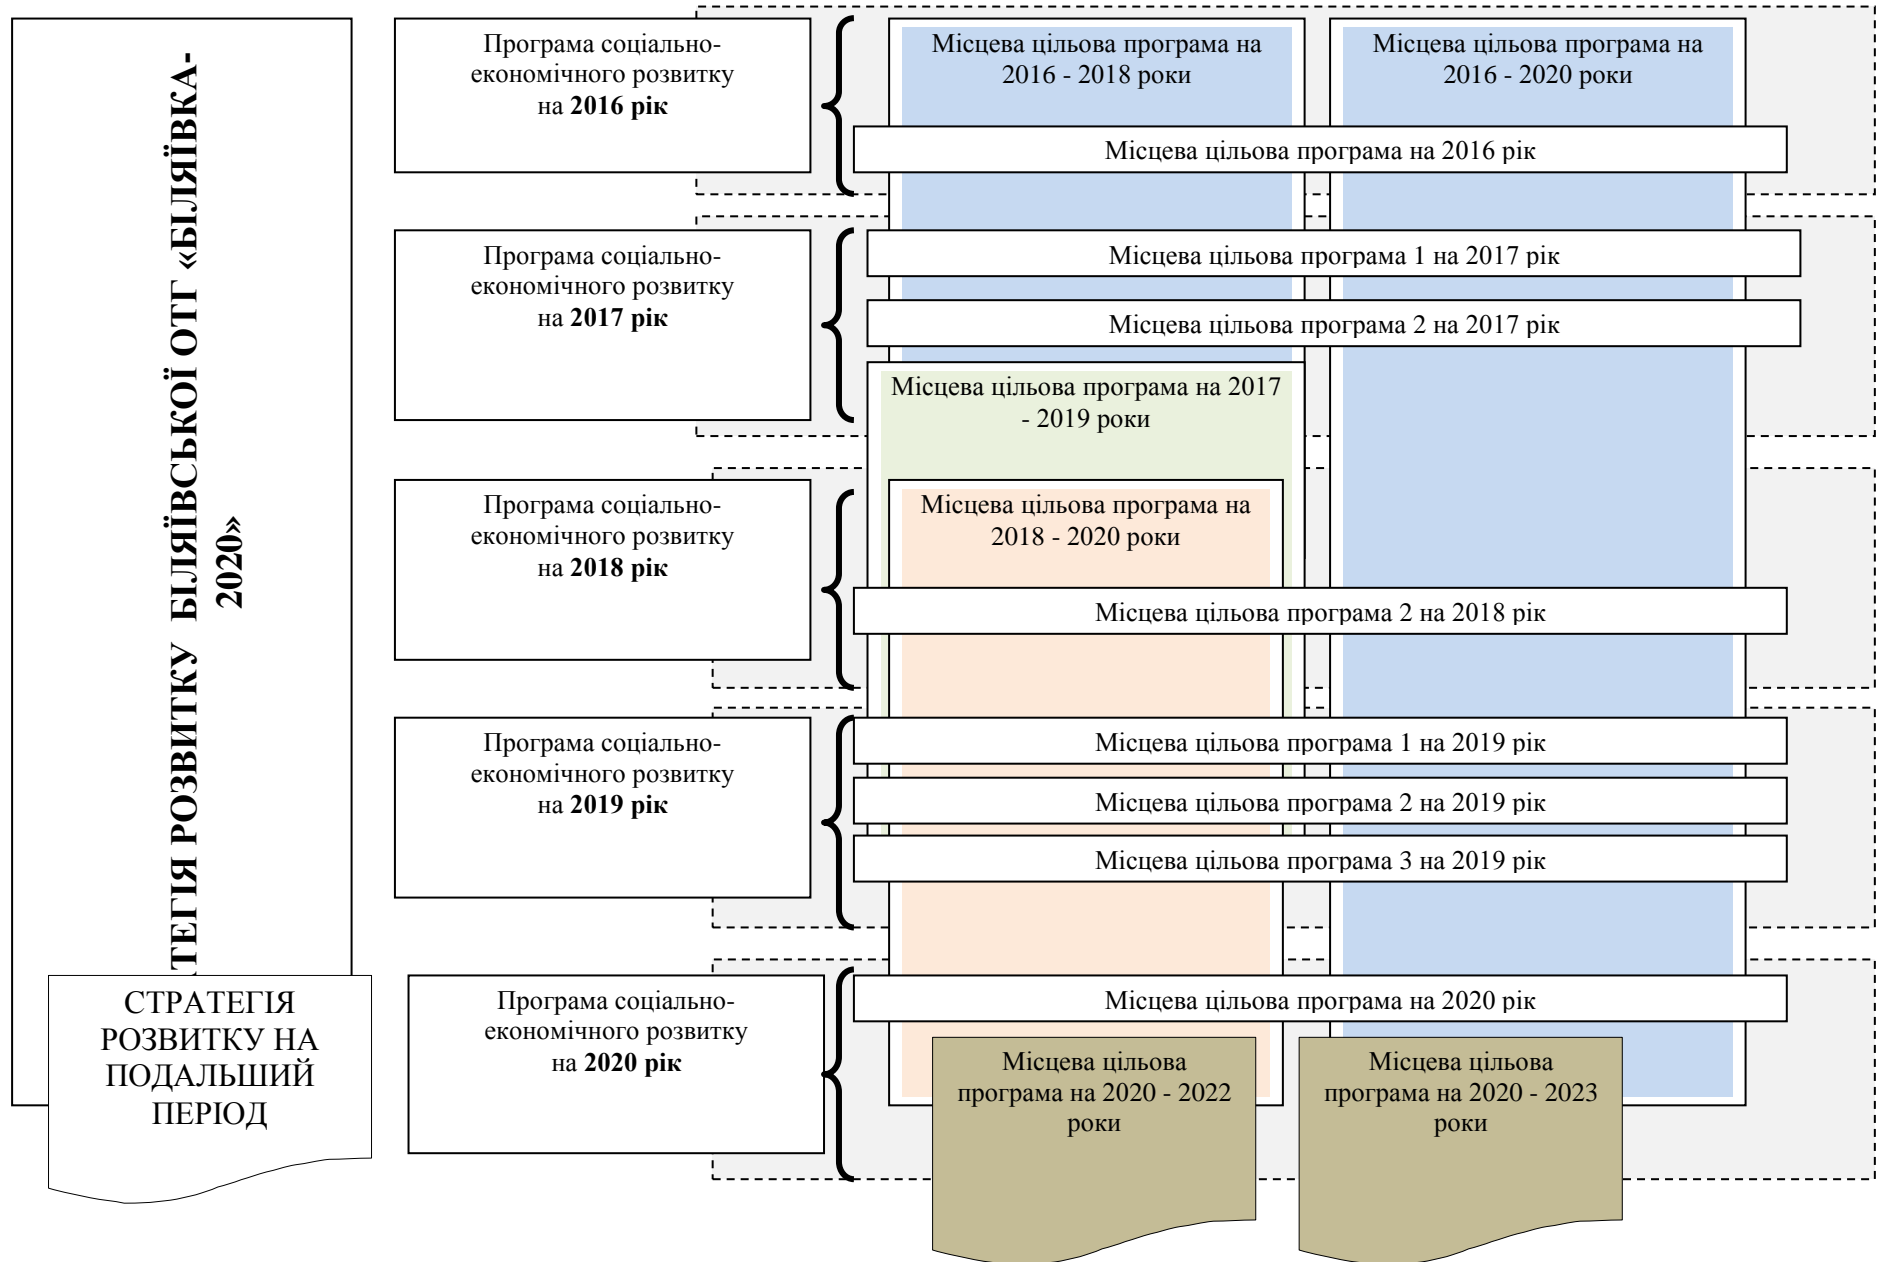 ТЕГІЯ РОЗВИТКУ БІЛЯЇВСЬКОЇ ОТГ «БІЛЯЇВКА-
2020»
СТРАТЕГІЯ
РОЗВИТКУ НА
ПОДАЛЬШИЙ
ПЕРІОД
Програма соціально-
економічного розвитку
на 2016 рік
Місцева цільова програма на
2016 - 2018 роки
Місцева цільова програма на
2016 - 2020 роки
Місцева цільова програма на 2016 рік
Програма соціально-
економічного розвитку
на 2017 рік
Місцева цільова програма 1 на 2017 рік
Місцева цільова програма 2 на 2017 рік
Місцева цільова програма на 2017
- 2019 роки
Програма соціально-
економічного розвитку
на 2018 рік
Місцева цільова програма на
2018 - 2020 роки
Місцева цільова програма 2 на 2018 рік
Програма соціально-
економічного розвитку
на 2019 рік
Місцева цільова програма 1 на 2019 рік
Місцева цільова програма 2 на 2019 рік
Місцева цільова програма 3 на 2019 рік
Програма соціально-
економічного розвитку
на 2020 рік
Місцева цільова програма на 2020 рік
Місцева цільова
програма на 2020 - 2022
роки
Місцева цільова
програма на 2020 - 2023
роки